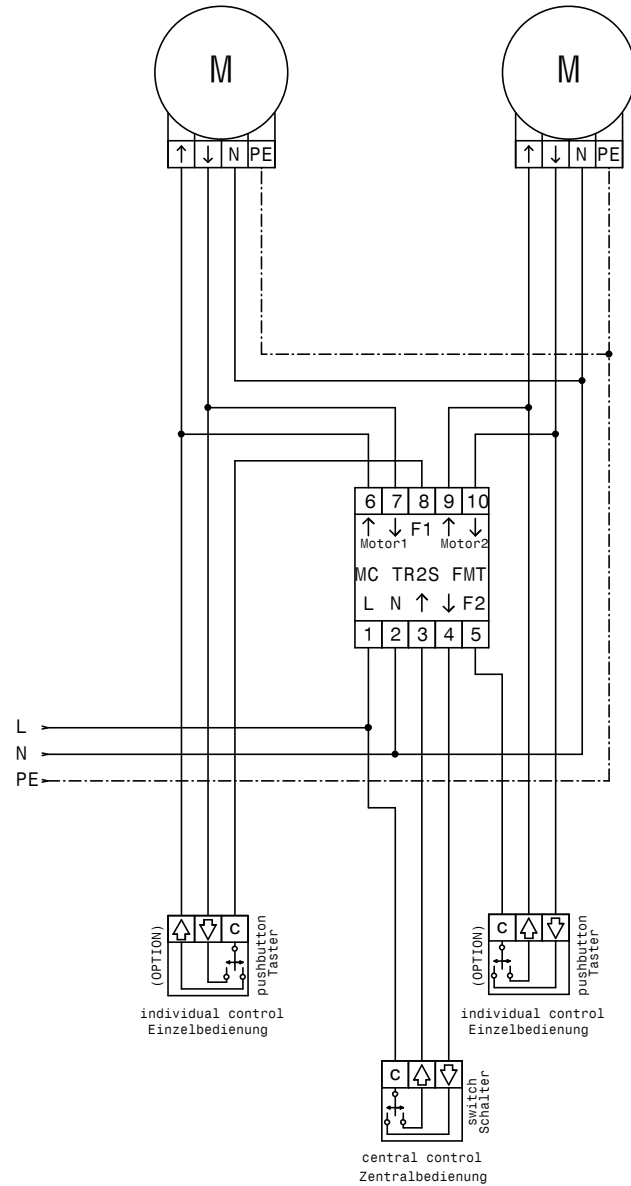 M M
↑ ↓ N PE ↑ ↓ N PE
6 7 8 9 10
↑ ↓ F1 ↑ ↓
Motor1 Motor2
MC TR2S FMT
L N ↑ ↓ F2
1 2 3 4 5
L
N
PE
(OPTION)
C
pushbutton
Taster
individual control
Einzelbedienung
(OPTION)
C
pushbutton
Taster
individual control
Einzelbedienung
C
switch
Schalter
central control
Zentralbedienung